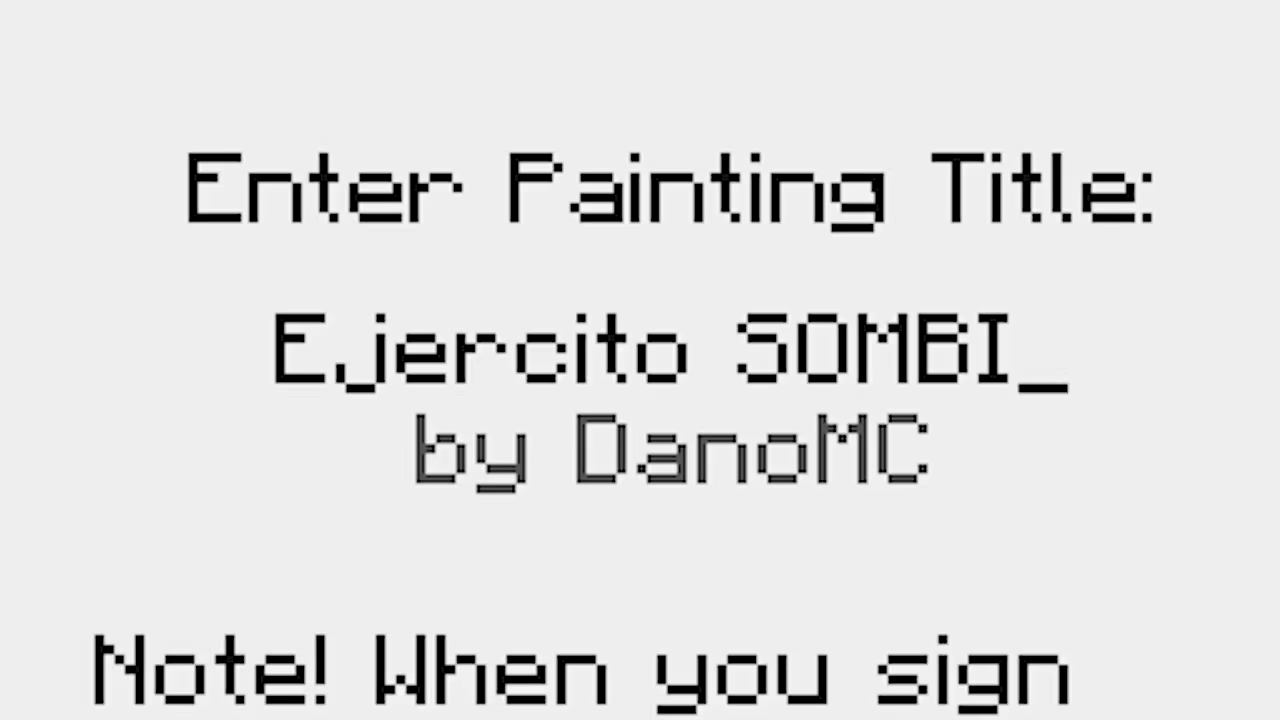 Enter Painting Title:
Ejercito SOMBI_
by DanoMC
Note! When you sign